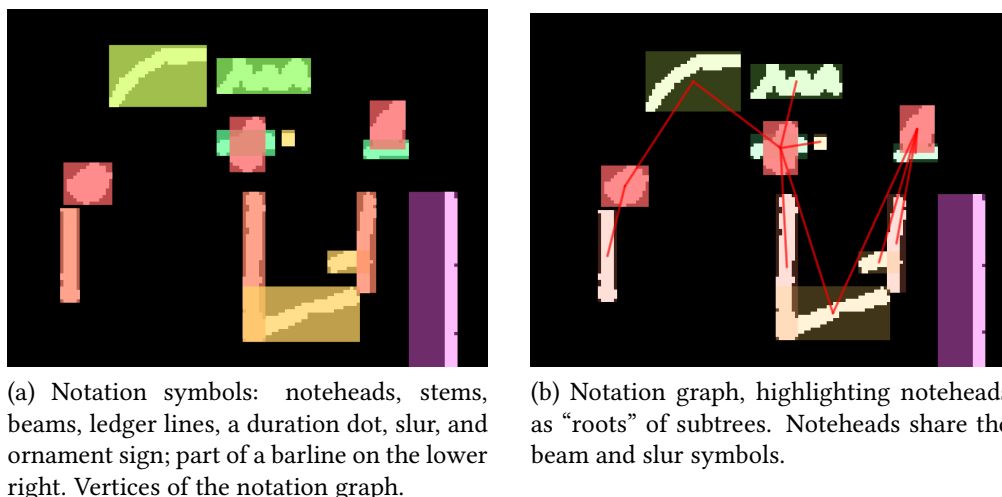 (a) Notation symbols: noteheads, stems,
beams, ledger lines, a duration dot, slur, and
ornament sign; part of a barline on the lower
right. Vertices of the notation graph.
(b) Notation graph, highlighting noteheads
as “roots” of subtrees. Noteheads share the
beam and slur symbols.